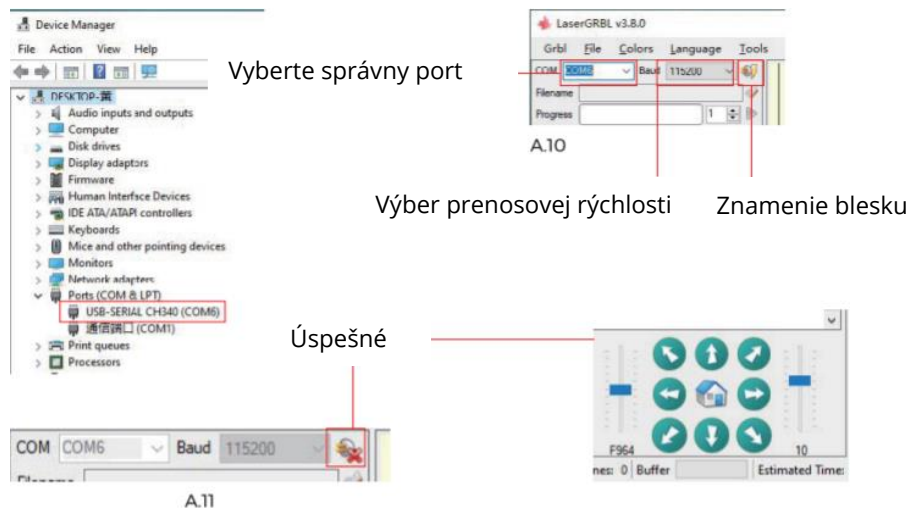 Device Manager
File Action View Help
DESKTOP-黄
Audio inputs and outputs
Computer
Disk drives
Display adaptors
Firmware
Human Interface Devices
IDE ATA/ATAPI controllers
Keyboards
Mice and other pointing devices
Monitors
Network adapters
Ports (COM & LPT)
USB-SERIAL CH340 (COM6)
通信端口 (COM1)
Print queues
Processors
Vyberte správny port
LaserGRBL v3.8.0
Grbl File Colors Language Tools
COM COM6 Baud 115200
Filename
Progress 1
A.10
Výber prenosovej rýchlosti
Znamenie blesku
Úspešné
F964 10
nes: 0 Buffer Estimated Time:
COM COM6 Baud 115200
A.11